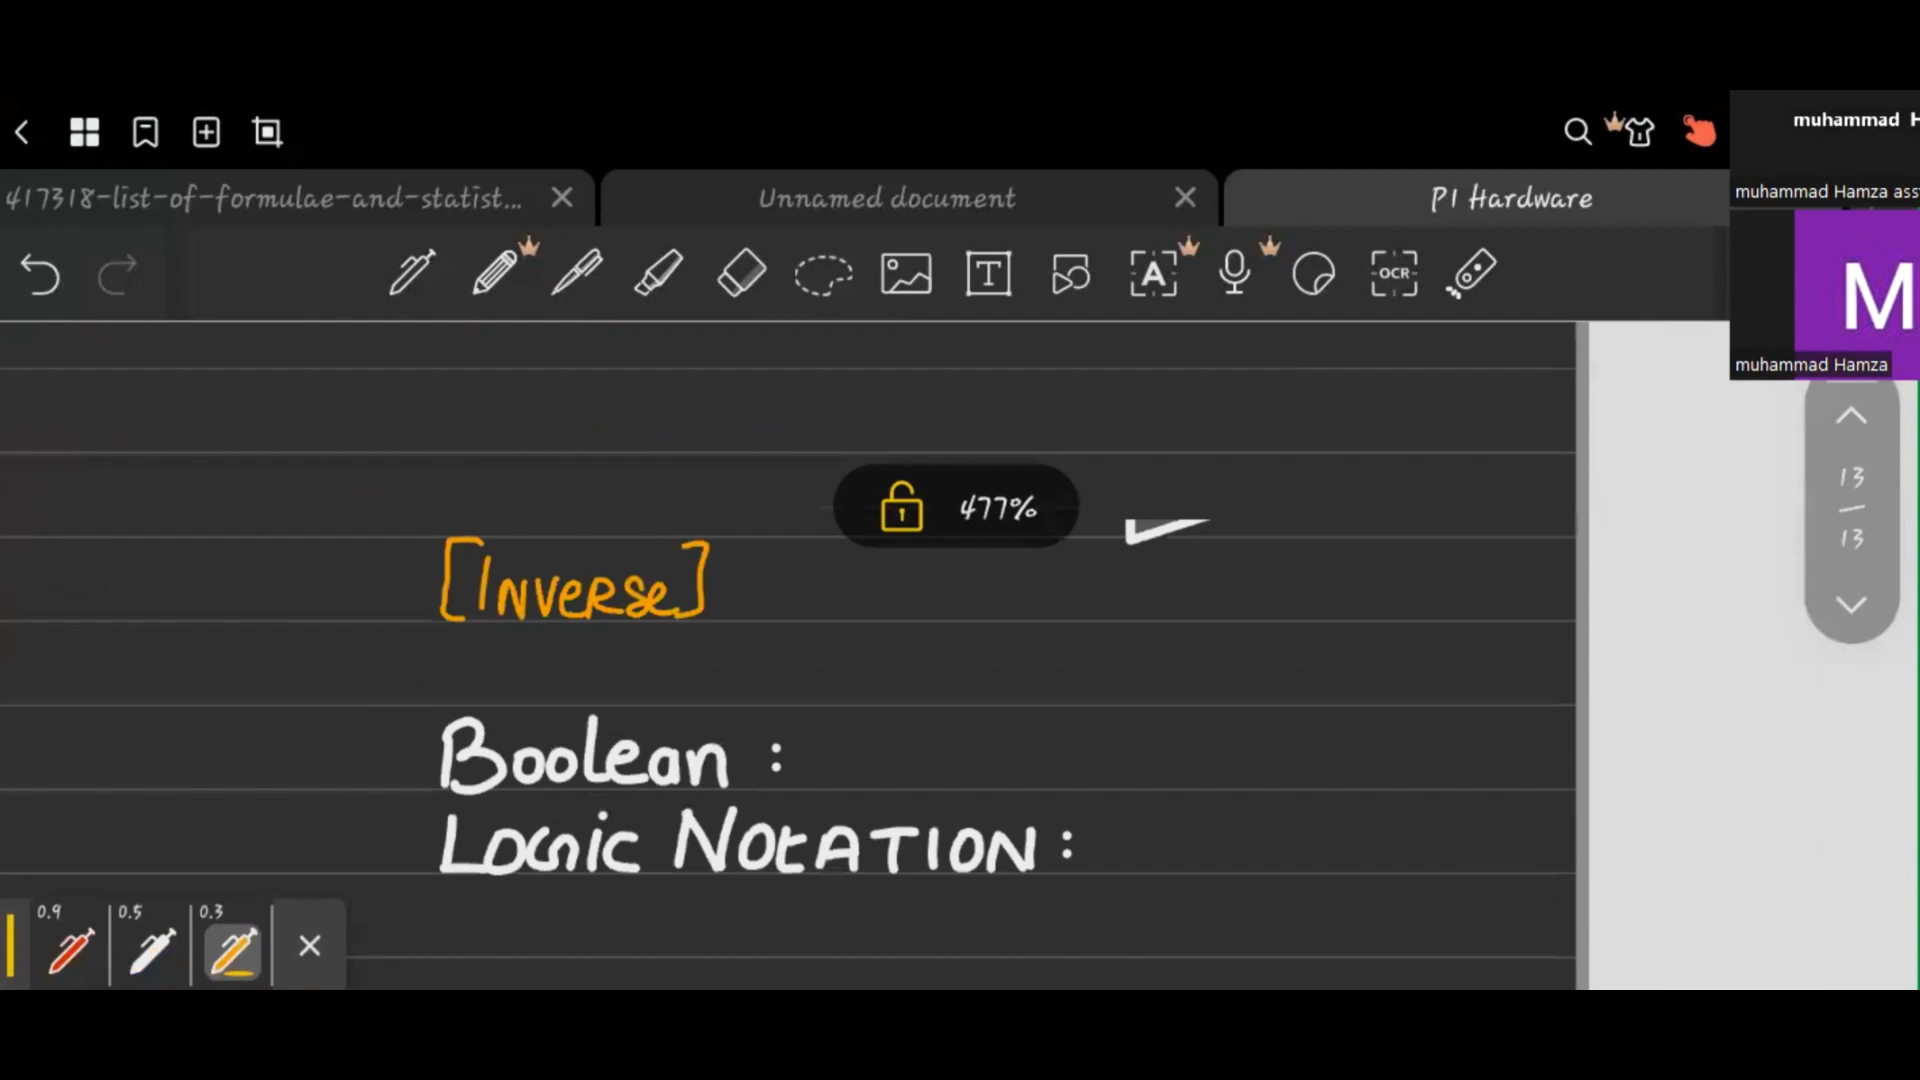 muhammad H
417318-list-of-formulae-and-statist...
Unnamed document
P1 Hardware
muhammad Hamza ass
T
A
OCR
M
muhammad Hamza
477%
13
13
[Inverse]
Boolean :
Logic Notation :
0.9
0.5
0.3